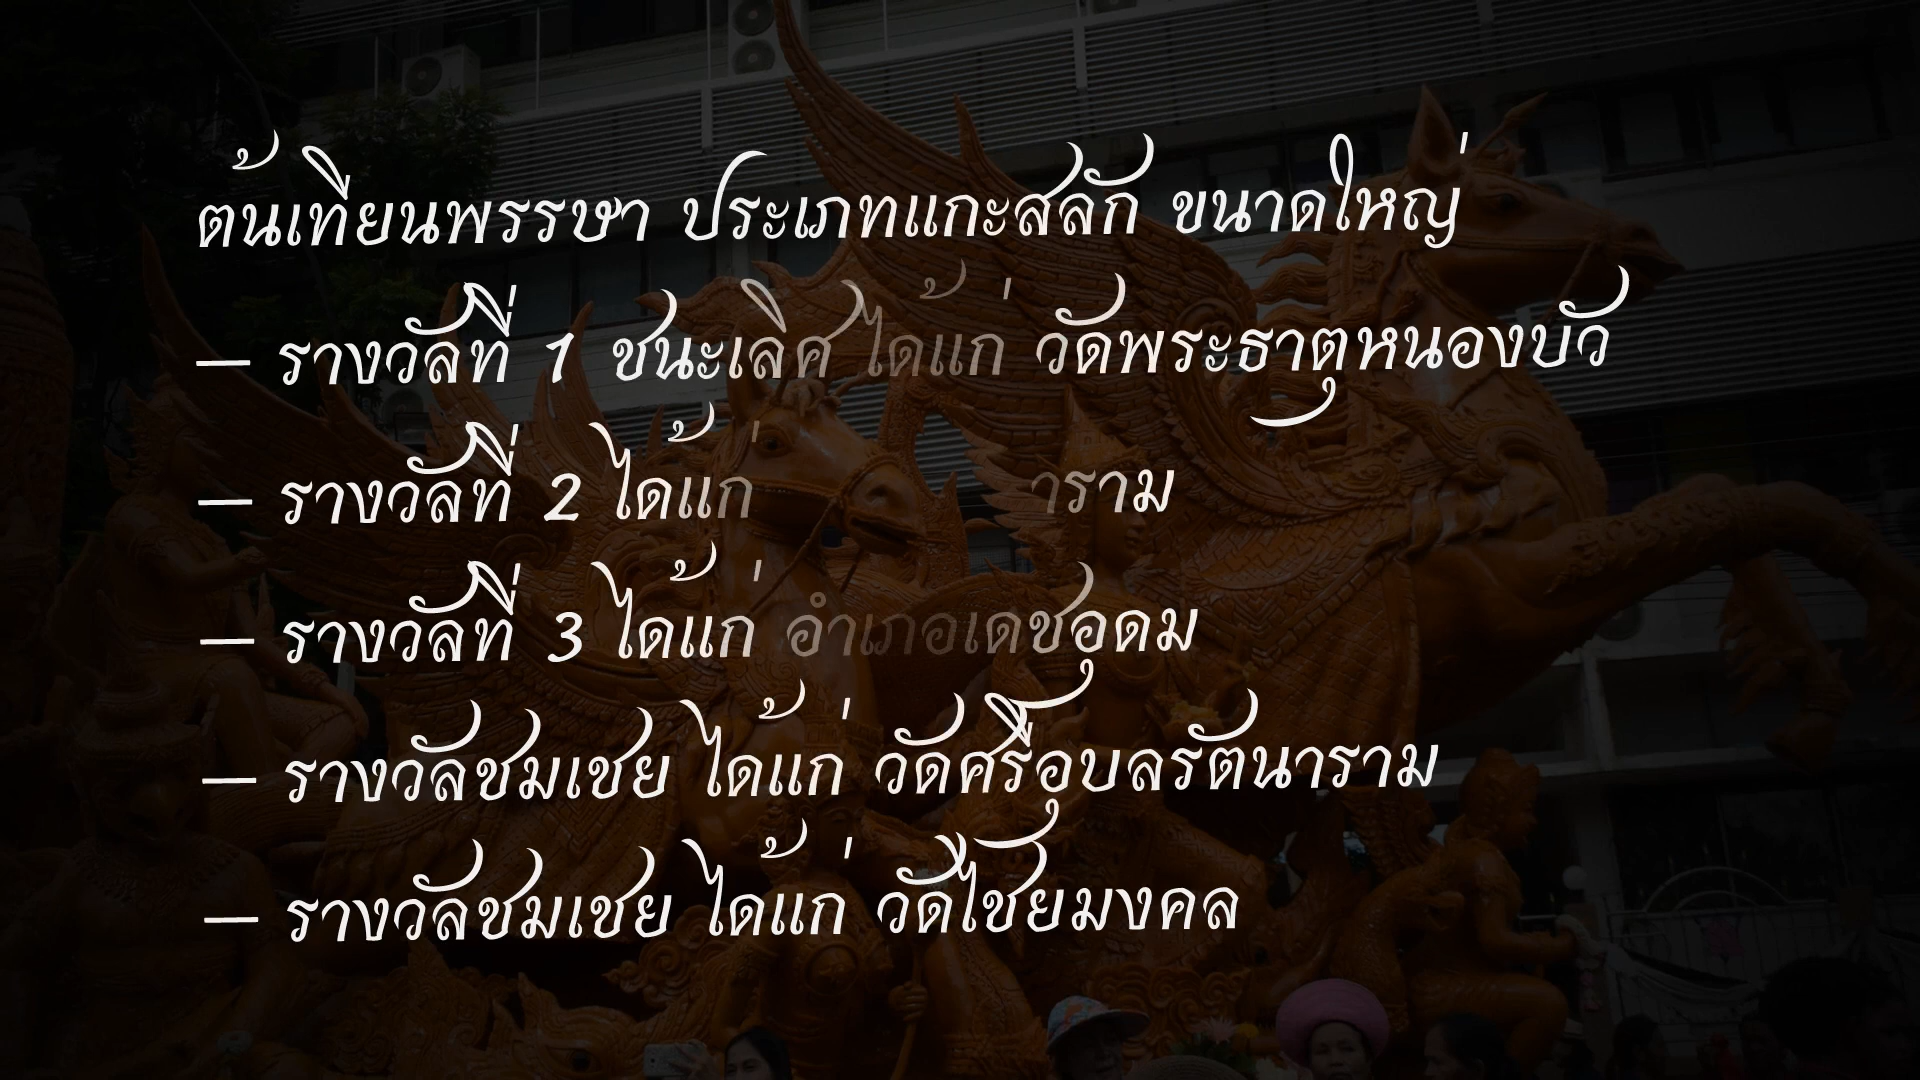 ต้นเทียนพรรษา ประเภทแกะสลัก ขนาดใหญ่
– รางวัลที่ 1 ชนะเลิศ ได้แก่ วัดพระธาตุหนองบัว
– รางวัลที่ 2 ได้แก่
– รางวัลที่ 3 ได้แก่ อำเภอเดชอุดม
– รางวัลชมเชย ได้แก่ วัดศรีอุบลรัตนาราม
– รางวัลชมเชย ได้แก่ วัดไชยมงคล